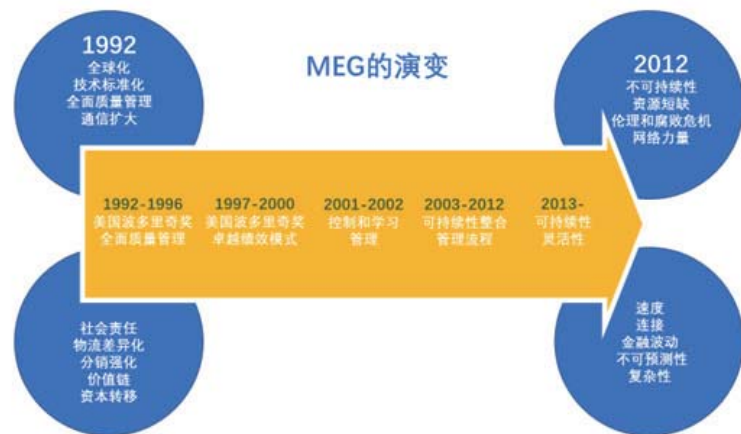 MEG的演变
1992
全球化
技术标准化
全面质量管理
通信扩大
2012
不可持续性
资源短缺
伦理和腐败危机
网络力量
1992-1996
美国波多里奇奖
全面质量管理
1997-2000
美国波多里奇奖
卓越绩效模式
2001-2002
控制和学习
管理
2003-2012
可持续性整合
管理流程
2013-
可持续性
灵活性
社会责任
物流差异化
分销强化
价值链
资本转移
速度
连接
金融波动
不可预测性
复杂性